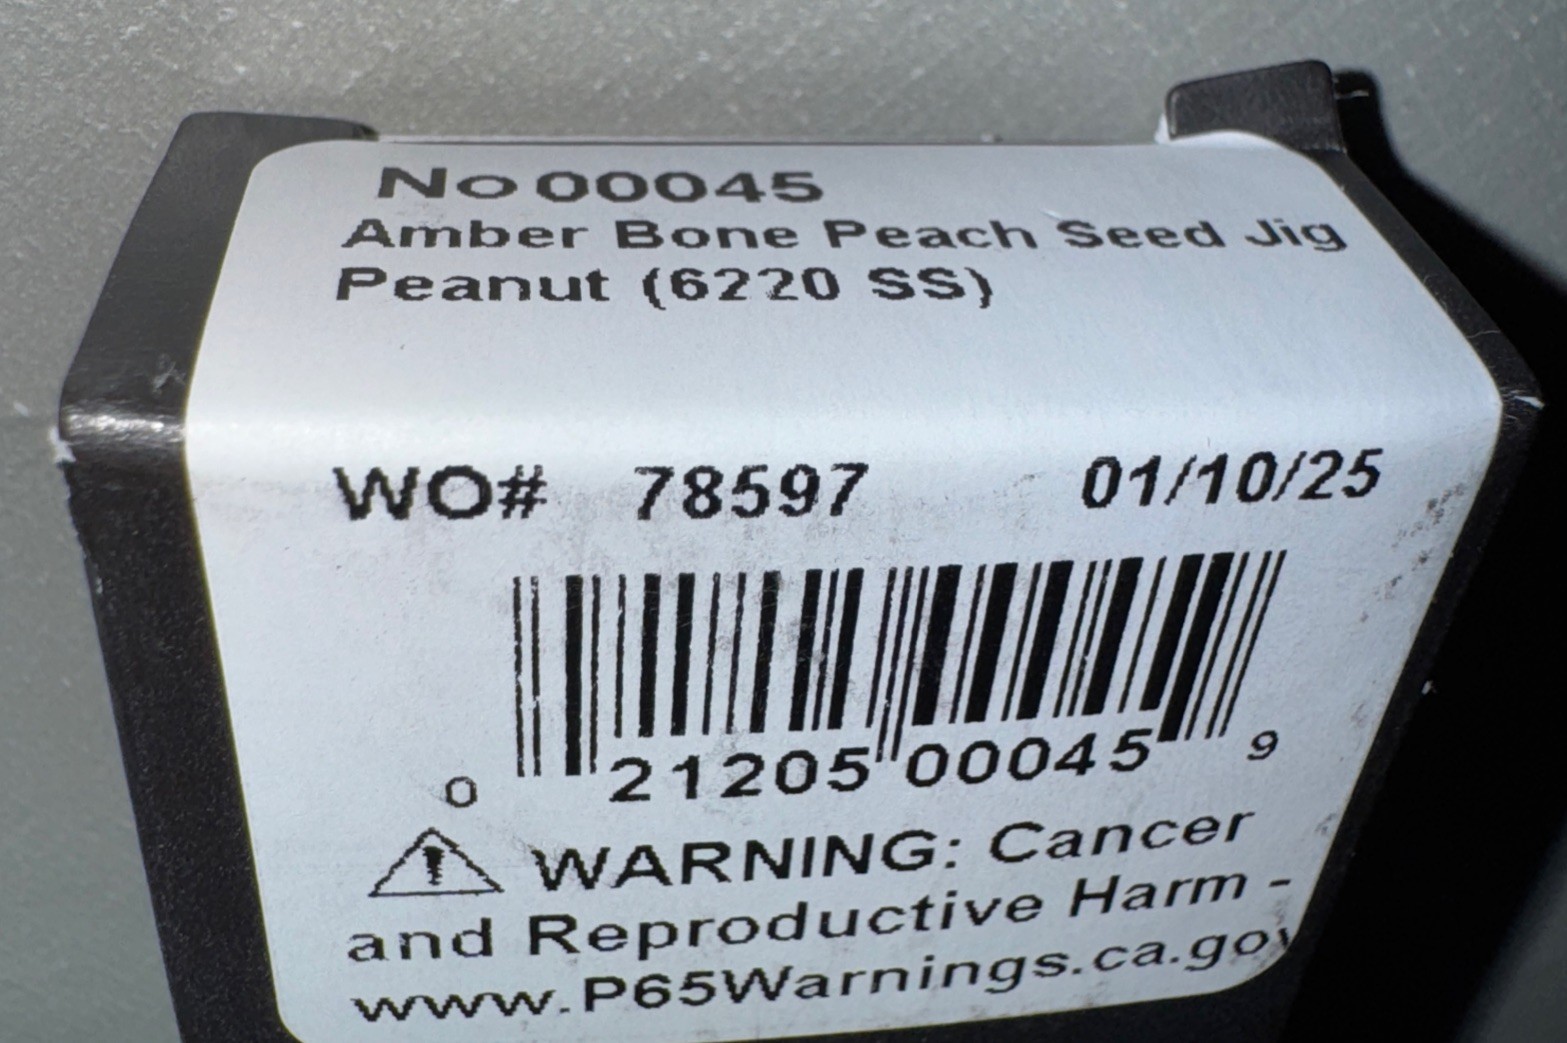 No 00045
Amber Bone Peach Seed Jig
Peanut (6220 SS)
WO# 78597 01/10/25
0 21205 00045 9
WARNING: Cancer
and Reproductive Harm -
www.P65Warnings.ca.gov